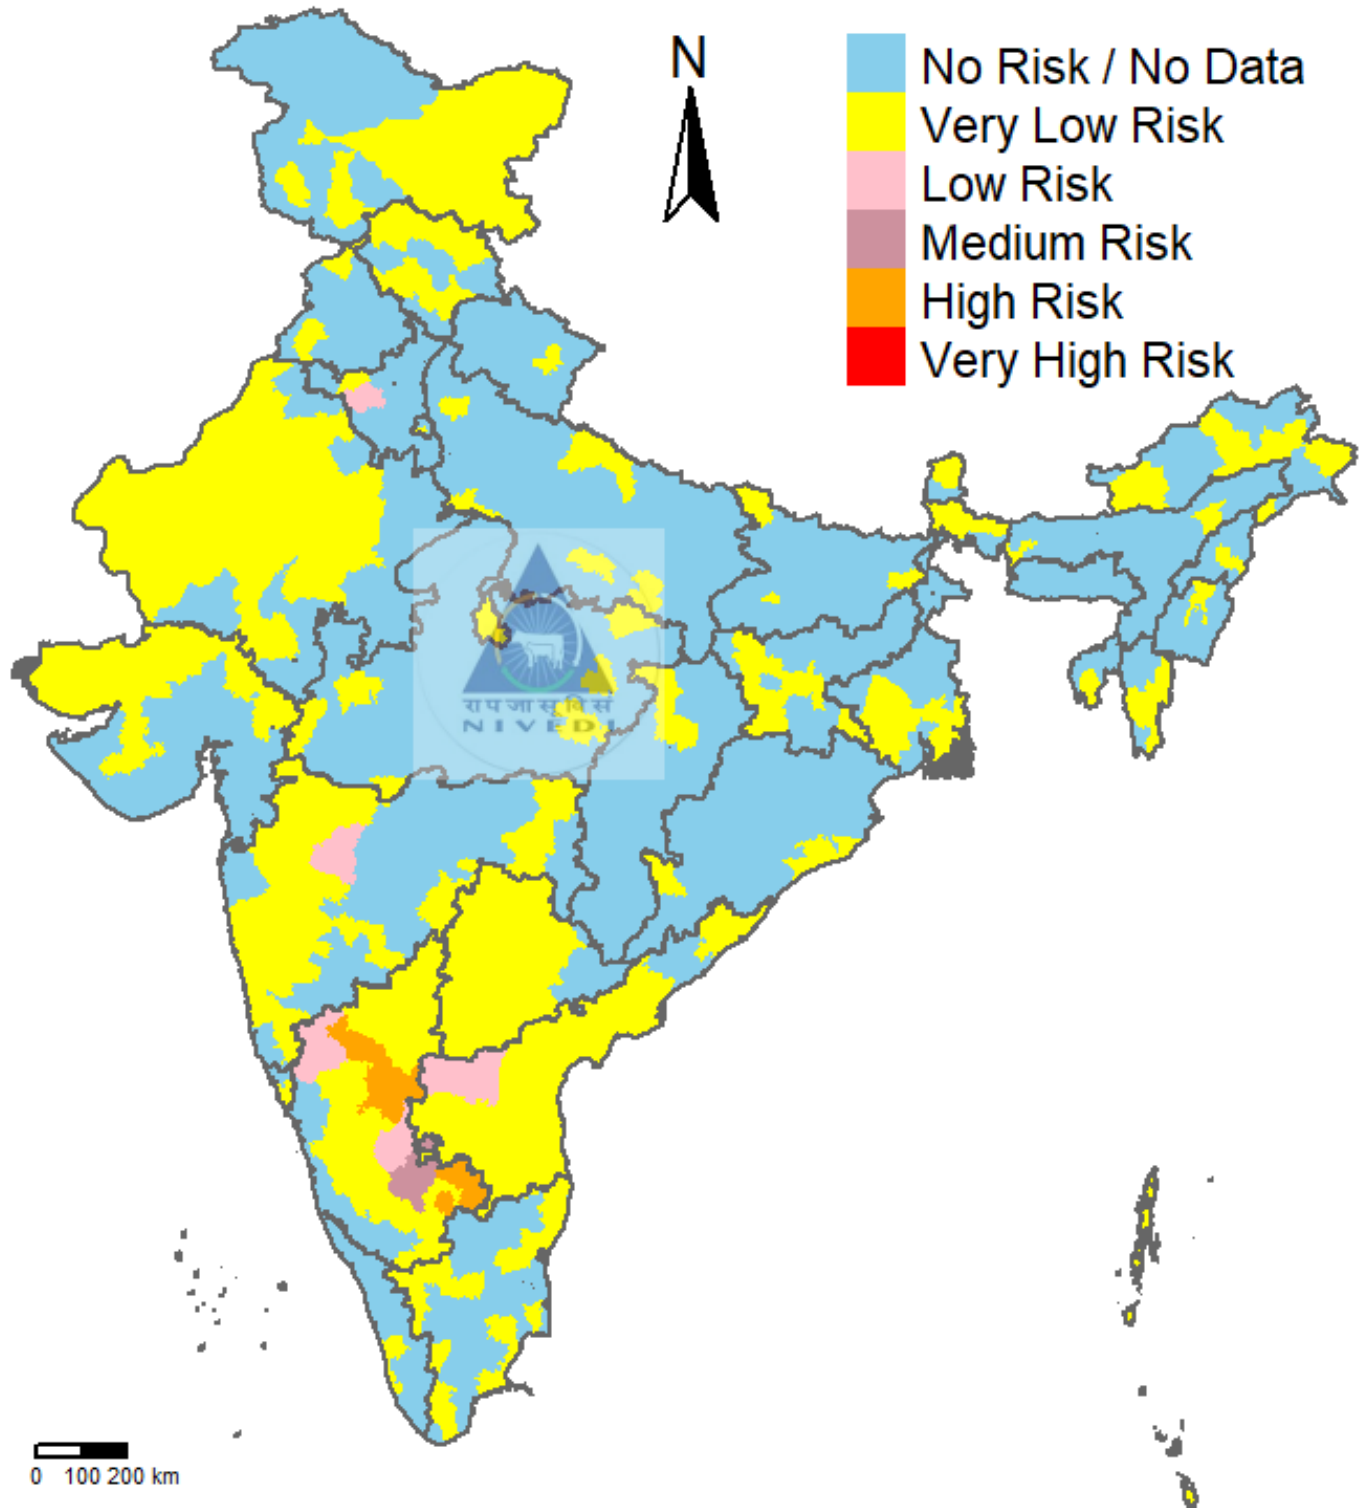 N
No Risk / No Data
Very Low Risk
Low Risk
Medium Risk
High Risk
Very High Risk
रा प जा सू वि सं
NIVEDI
0 100 200 km